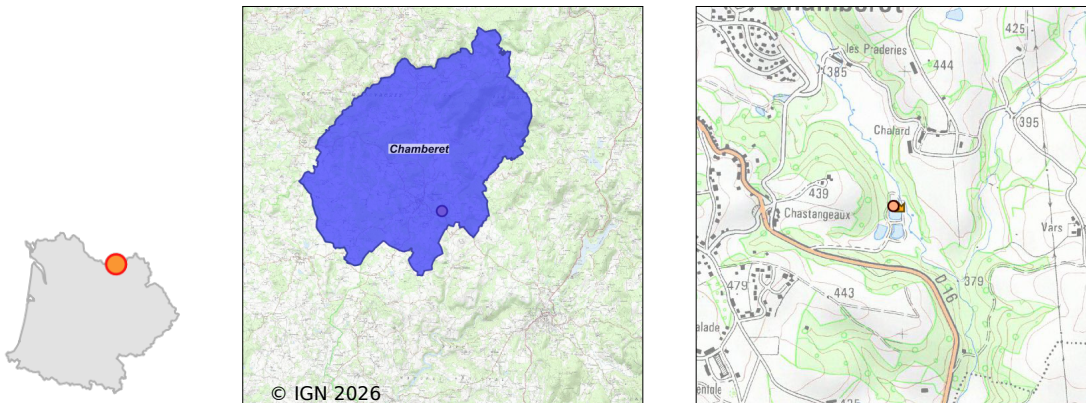 Chamberet
© IGN 2026
Chamberet
425
les Praderies
385
444
395
Chalard
439
Chastangeaux
Vars
479
443
379
D 16
alade
entole
435